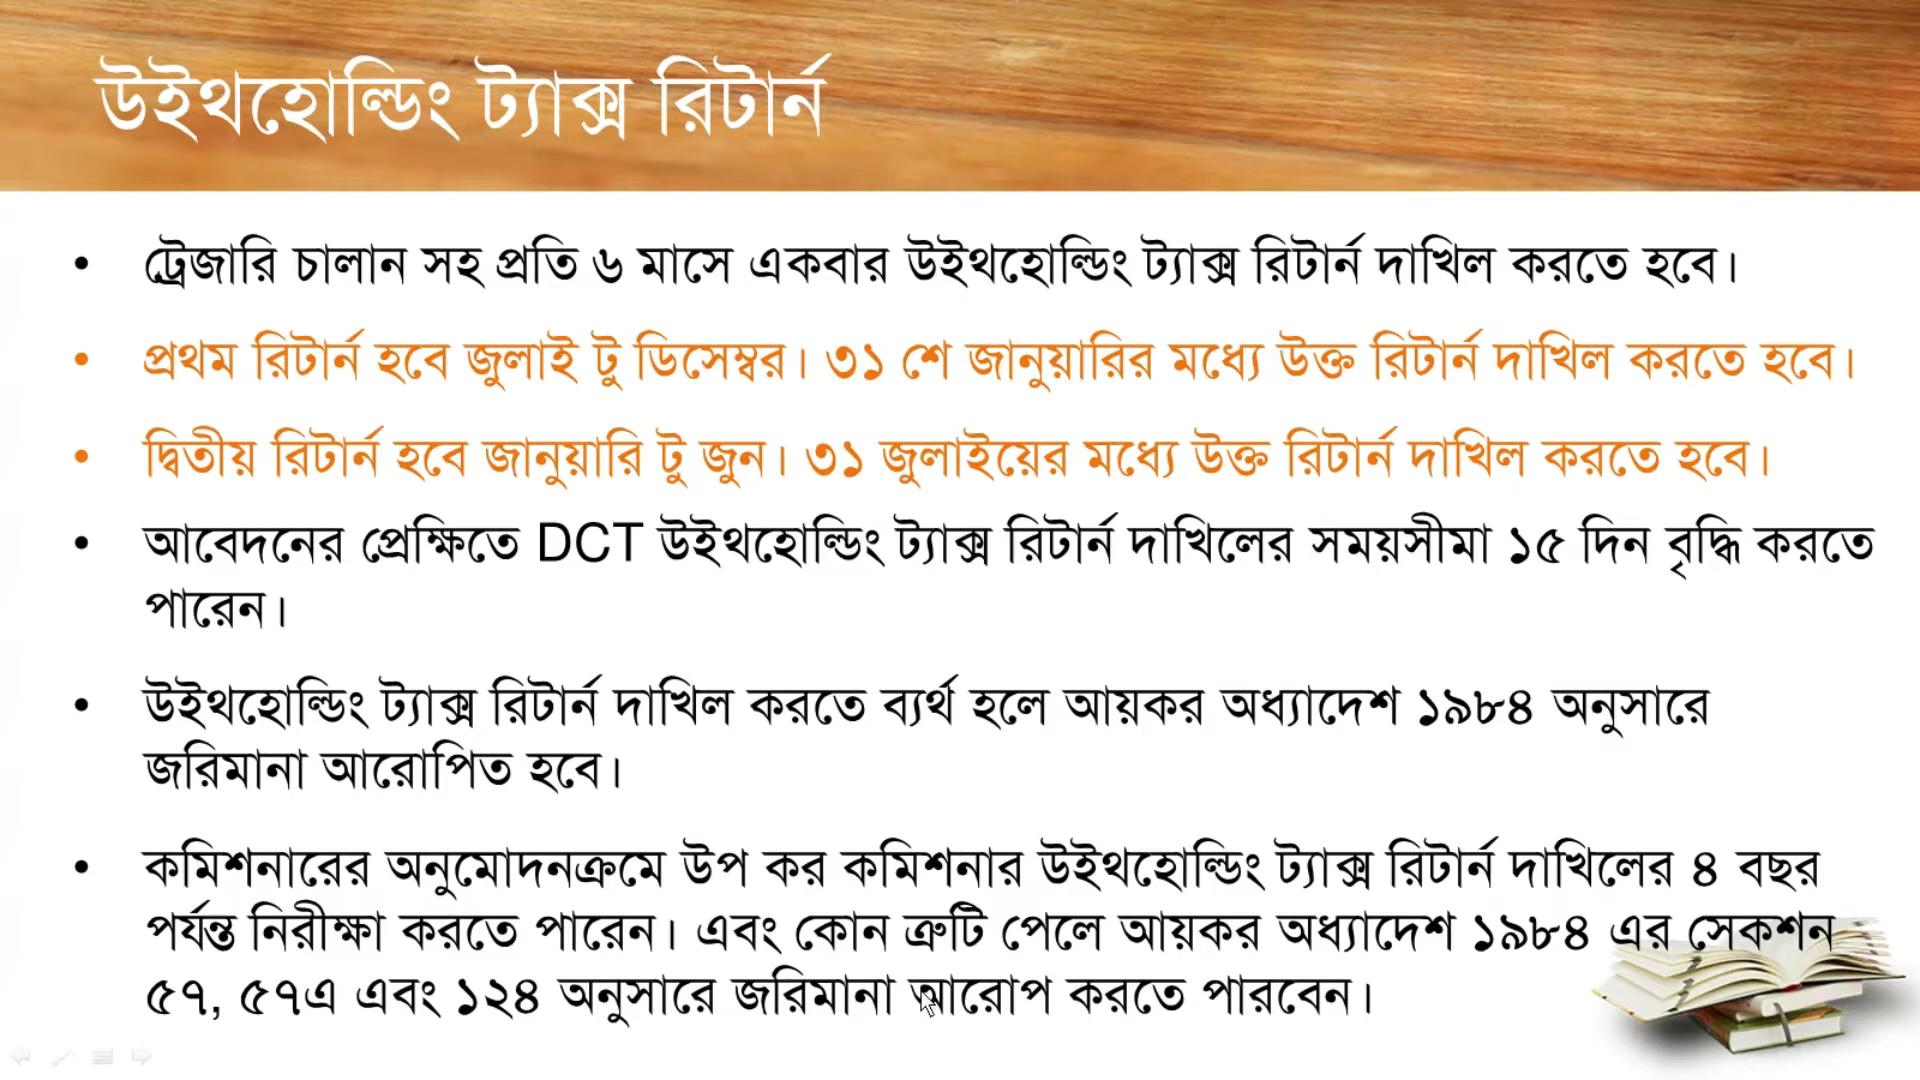 উইথহোল্ডিং ট্যাক্স রিটার্ন
• ট্রেজারি চালান সহ প্রতি ৬ মাসে একবার উইথহোল্ডিং ট্যাক্স রিটার্ন দাখিল করতে হবে।
• প্রথম রিটার্ন হবে জুলাই টু ডিসেম্বর। ৩১ শে জানুয়ারির মধ্যে উক্ত রিটার্ন দাখিল করতে হবে।
• দ্বিতীয় রিটার্ন হবে জানুয়ারি টু জুন। ৩১ জুলাইয়ের মধ্যে উক্ত রিটার্ন দাখিল করতে হবে।
• আবেদনের প্রেক্ষিতে DCT উইথহোল্ডিং ট্যাক্স রিটার্ন দাখিলের সময়সীমা ১৫ দিন বৃদ্ধি করতে
পারেন।
• উইথহোল্ডিং ট্যাক্স রিটার্ন দাখিল করতে ব্যর্থ হলে আয়কর অধ্যাদেশ ১৯৮৪ অনুসারে
জরিমানা আরোপিত হবে।
• কমিশনারের অনুমোদনক্রমে উপ কর কমিশনার উইথহোল্ডিং ট্যাক্স রিটার্ন দাখিলের ৪ বছর
পর্যন্ত নিরীক্ষা করতে পারেন। এবং কোন ত্রুটি পেলে আয়কর অধ্যাদেশ ১৯৮৪ এর সেকশন
৫৭, ৫৭এ এবং ১২৪ অনুসারে জরিমানা আরোপ করতে পারবেন।